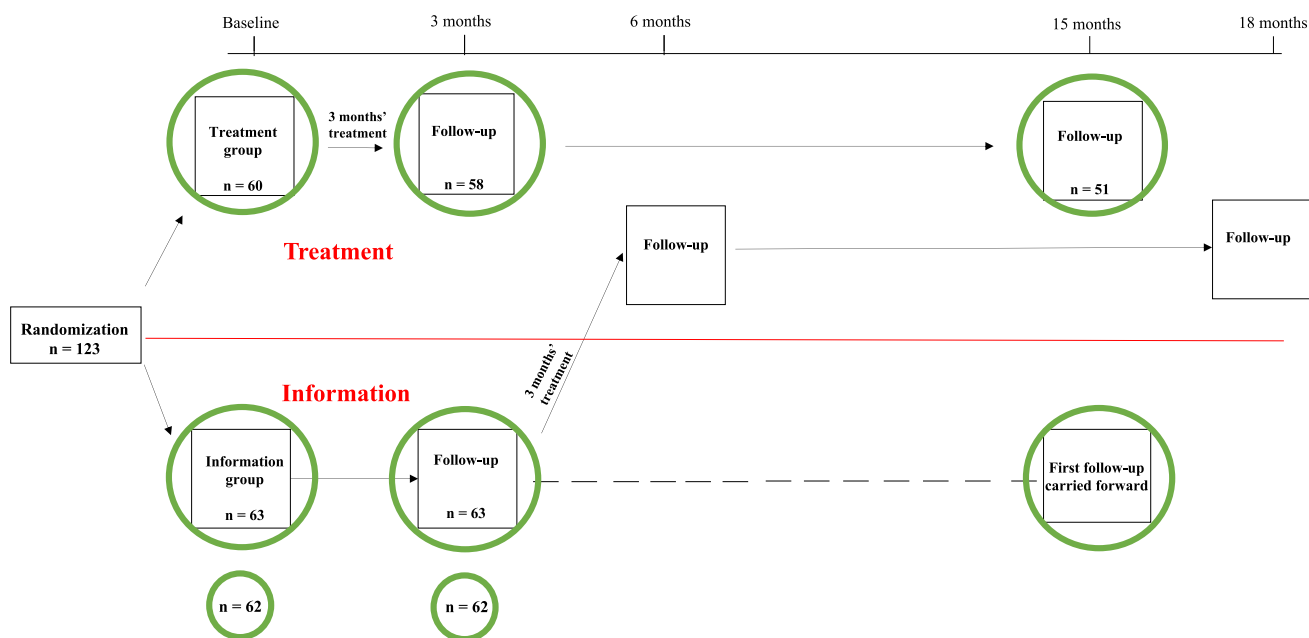 Baseline
3 months
6 months
15 months
18 months
Treatment
group
n = 60
3 months'
treatment
Follow-up
n = 58
Follow-up
n = 51
Treatment
Follow-up
Follow-up
Randomization
n = 123
Information
3 months'
treatment
Information
group
n = 63
Follow-up
n = 63
First follow-up
carried forward
n = 62
n = 62